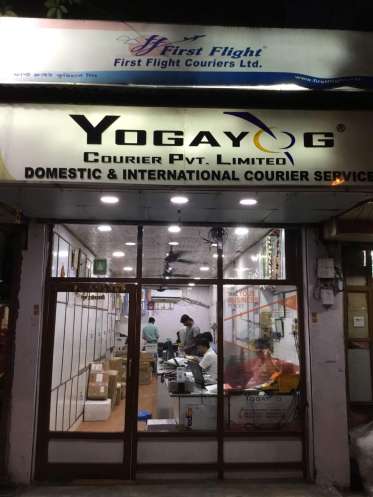 First Flight®
First Flight Couriers Ltd.
YOGAYOG®
COURIER PVT. LIMITED
DOMESTIC & INTERNATIONAL COURIER SERVICE